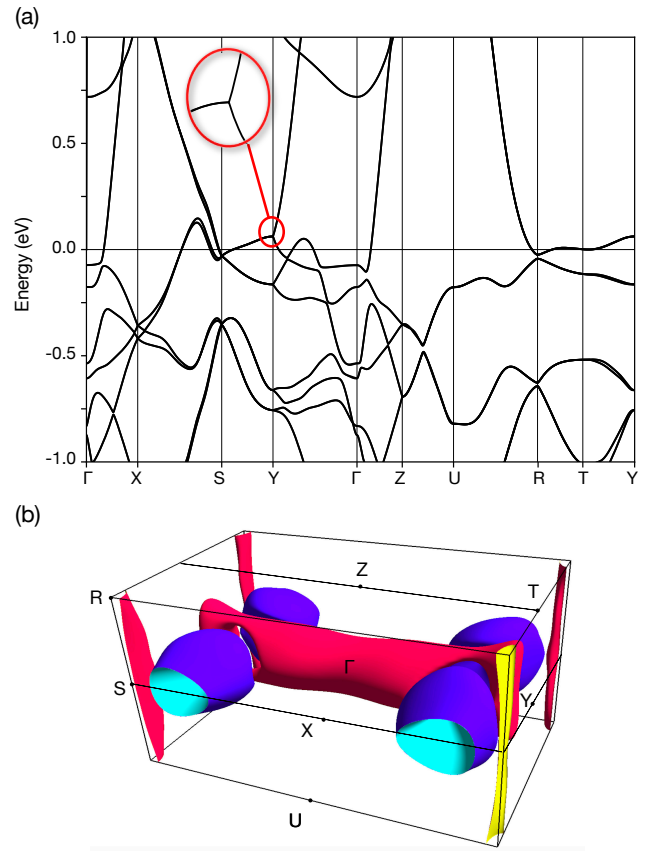 (a)
1.0
0.5
0.0
-0.5
-1.0
Energy (eV)
Γ X S Y Γ Z U R T Y
(b)
Z
T
R
Γ
S
Y
X
U